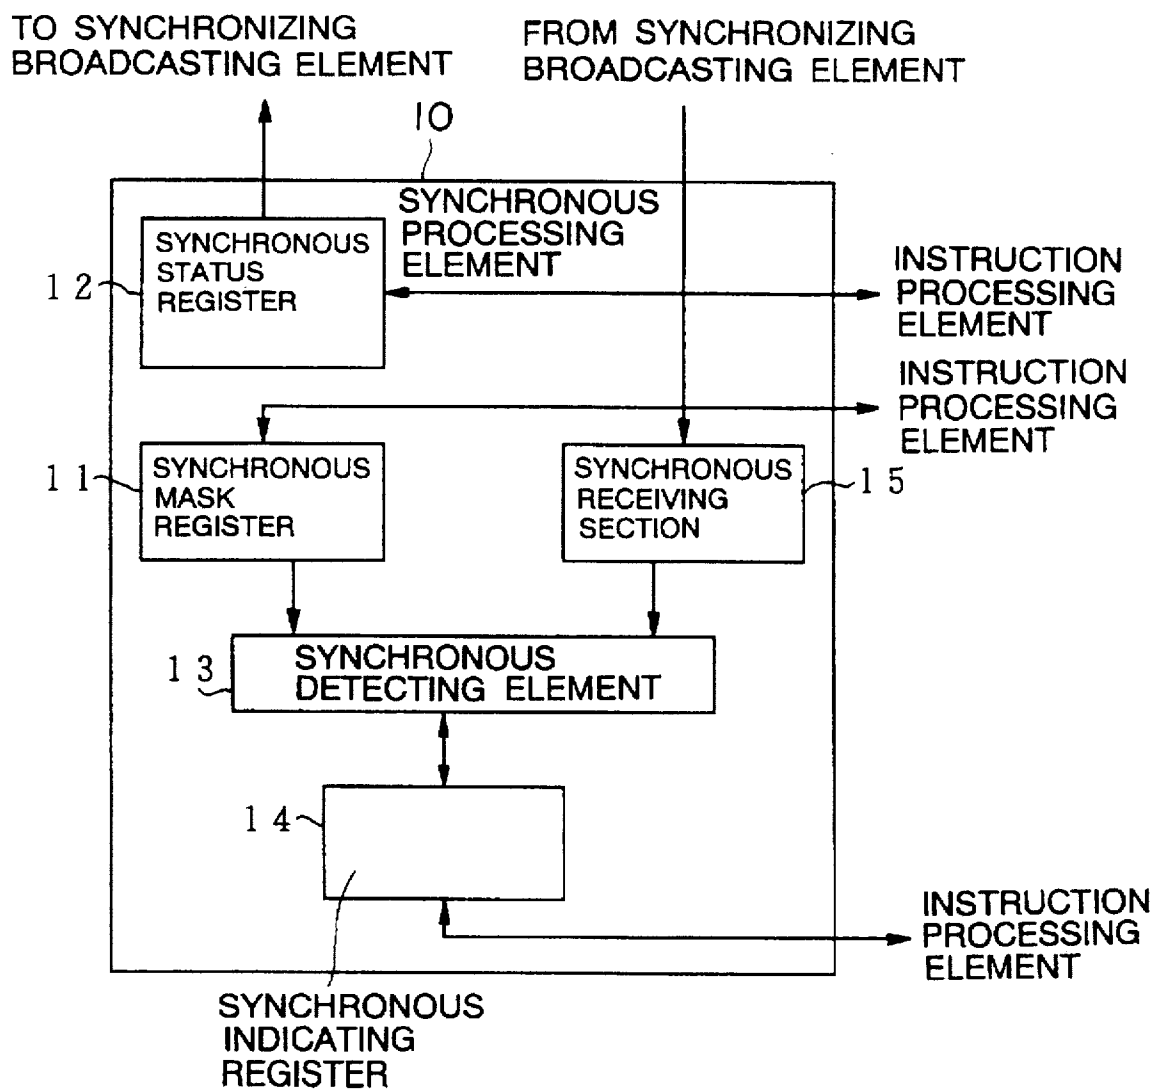 TO SYNCHRONIZING
BROADCASTING ELEMENT
FROM SYNCHRONIZING
BROADCASTING ELEMENT
10
SYNCHRONOUS
PROCESSING
ELEMENT
SYNCHRONOUS
STATUS
REGISTER
12
INSTRUCTION
PROCESSING
ELEMENT
INSTRUCTION
PROCESSING
ELEMENT
11
SYNCHRONOUS
MASK
REGISTER
SYNCHRONOUS
RECEIVING
SECTION
15
13
SYNCHRONOUS
DETECTING ELEMENT
14
INSTRUCTION
PROCESSING
ELEMENT
SYNCHRONOUS
INDICATING
REGISTER